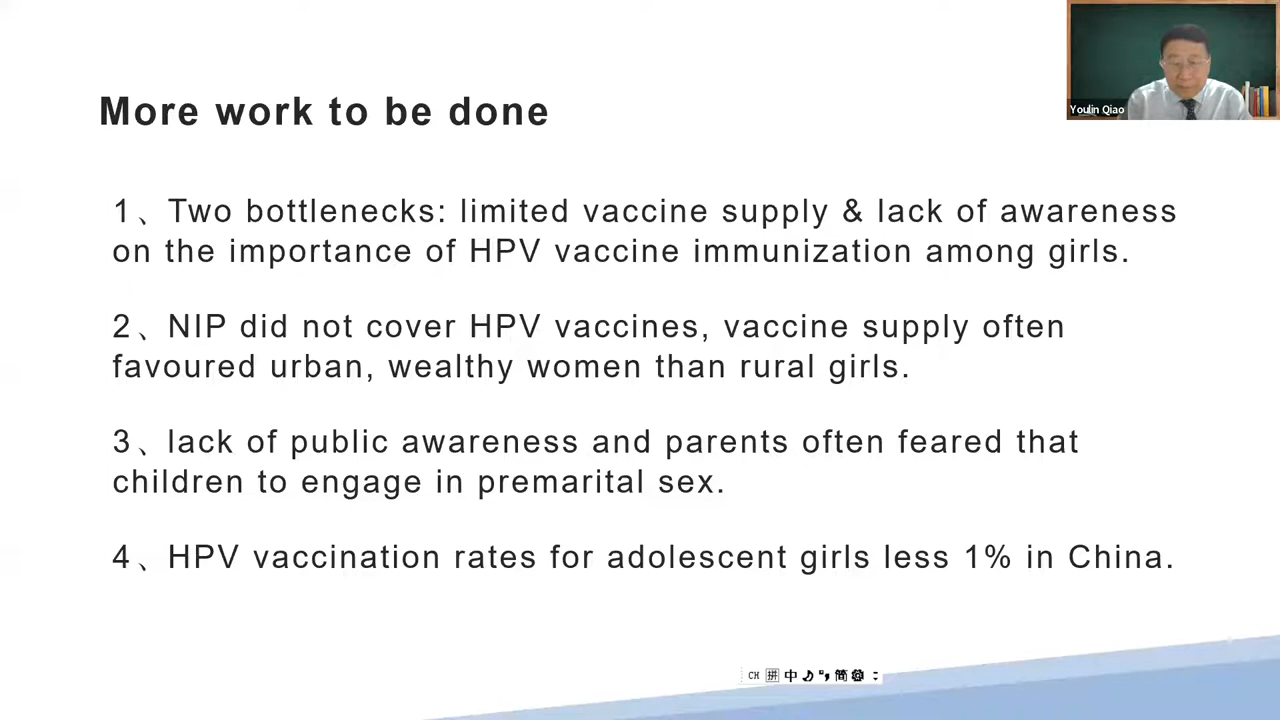 Youlin Qiao
More work to be done
1、Two bottlenecks: limited vaccine supply & lack of awareness
on the importance of HPV vaccine immunization among girls.
2、NIP did not cover HPV vaccines, vaccine supply often
favoured urban, wealthy women than rural girls.
3、lack of public awareness and parents often feared that
children to engage in premarital sex.
4、HPV vaccination rates for adolescent girls less 1% in China.
CH 拼 中 简